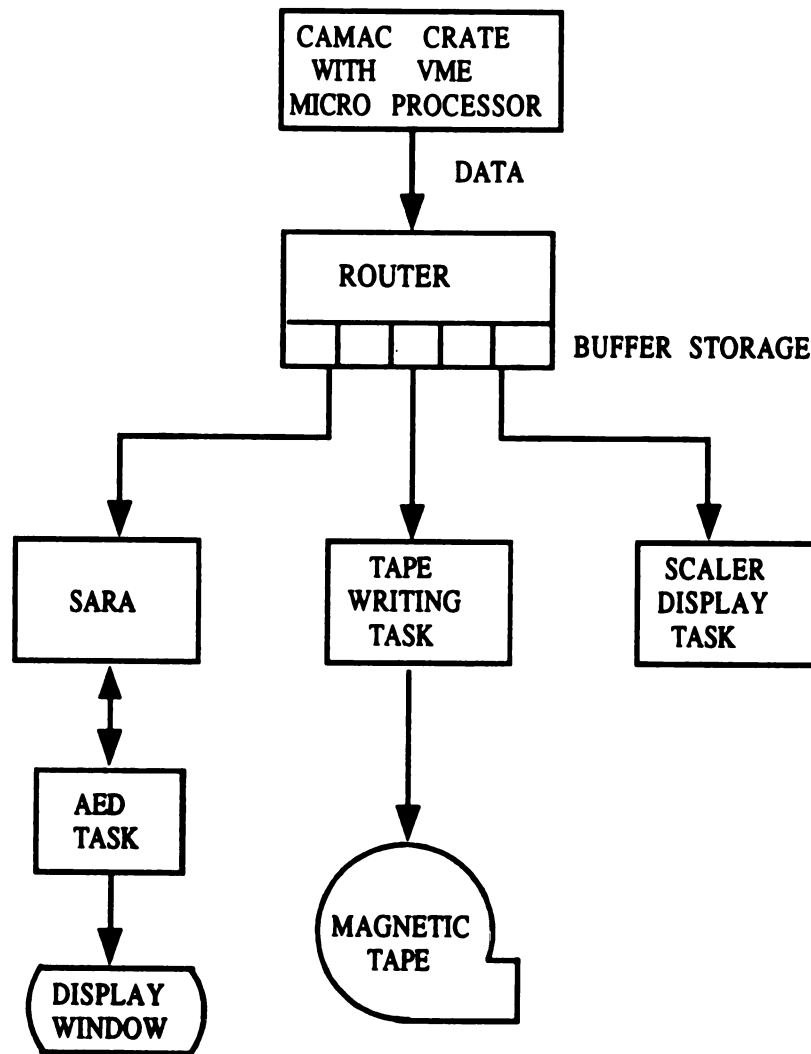 CAMAC CRATE
WITH VME
MICRO PROCESSOR
DATA
ROUTER
BUFFER STORAGE
SARA
TAPE
WRITING
TASK
SCALER
DISPLAY
TASK
AED
TASK
MAGNETIC
TAPE
DISPLAY
WINDOW